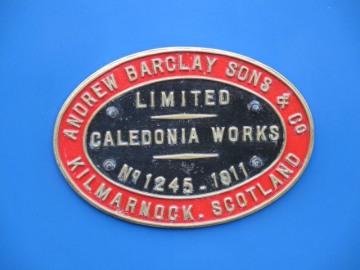 ANDREW BARCLAY SONS & Co
LIMITED
CALEDONIA WORKS
No 1245 - 1911
KILMARNOCK. SCOTLAND